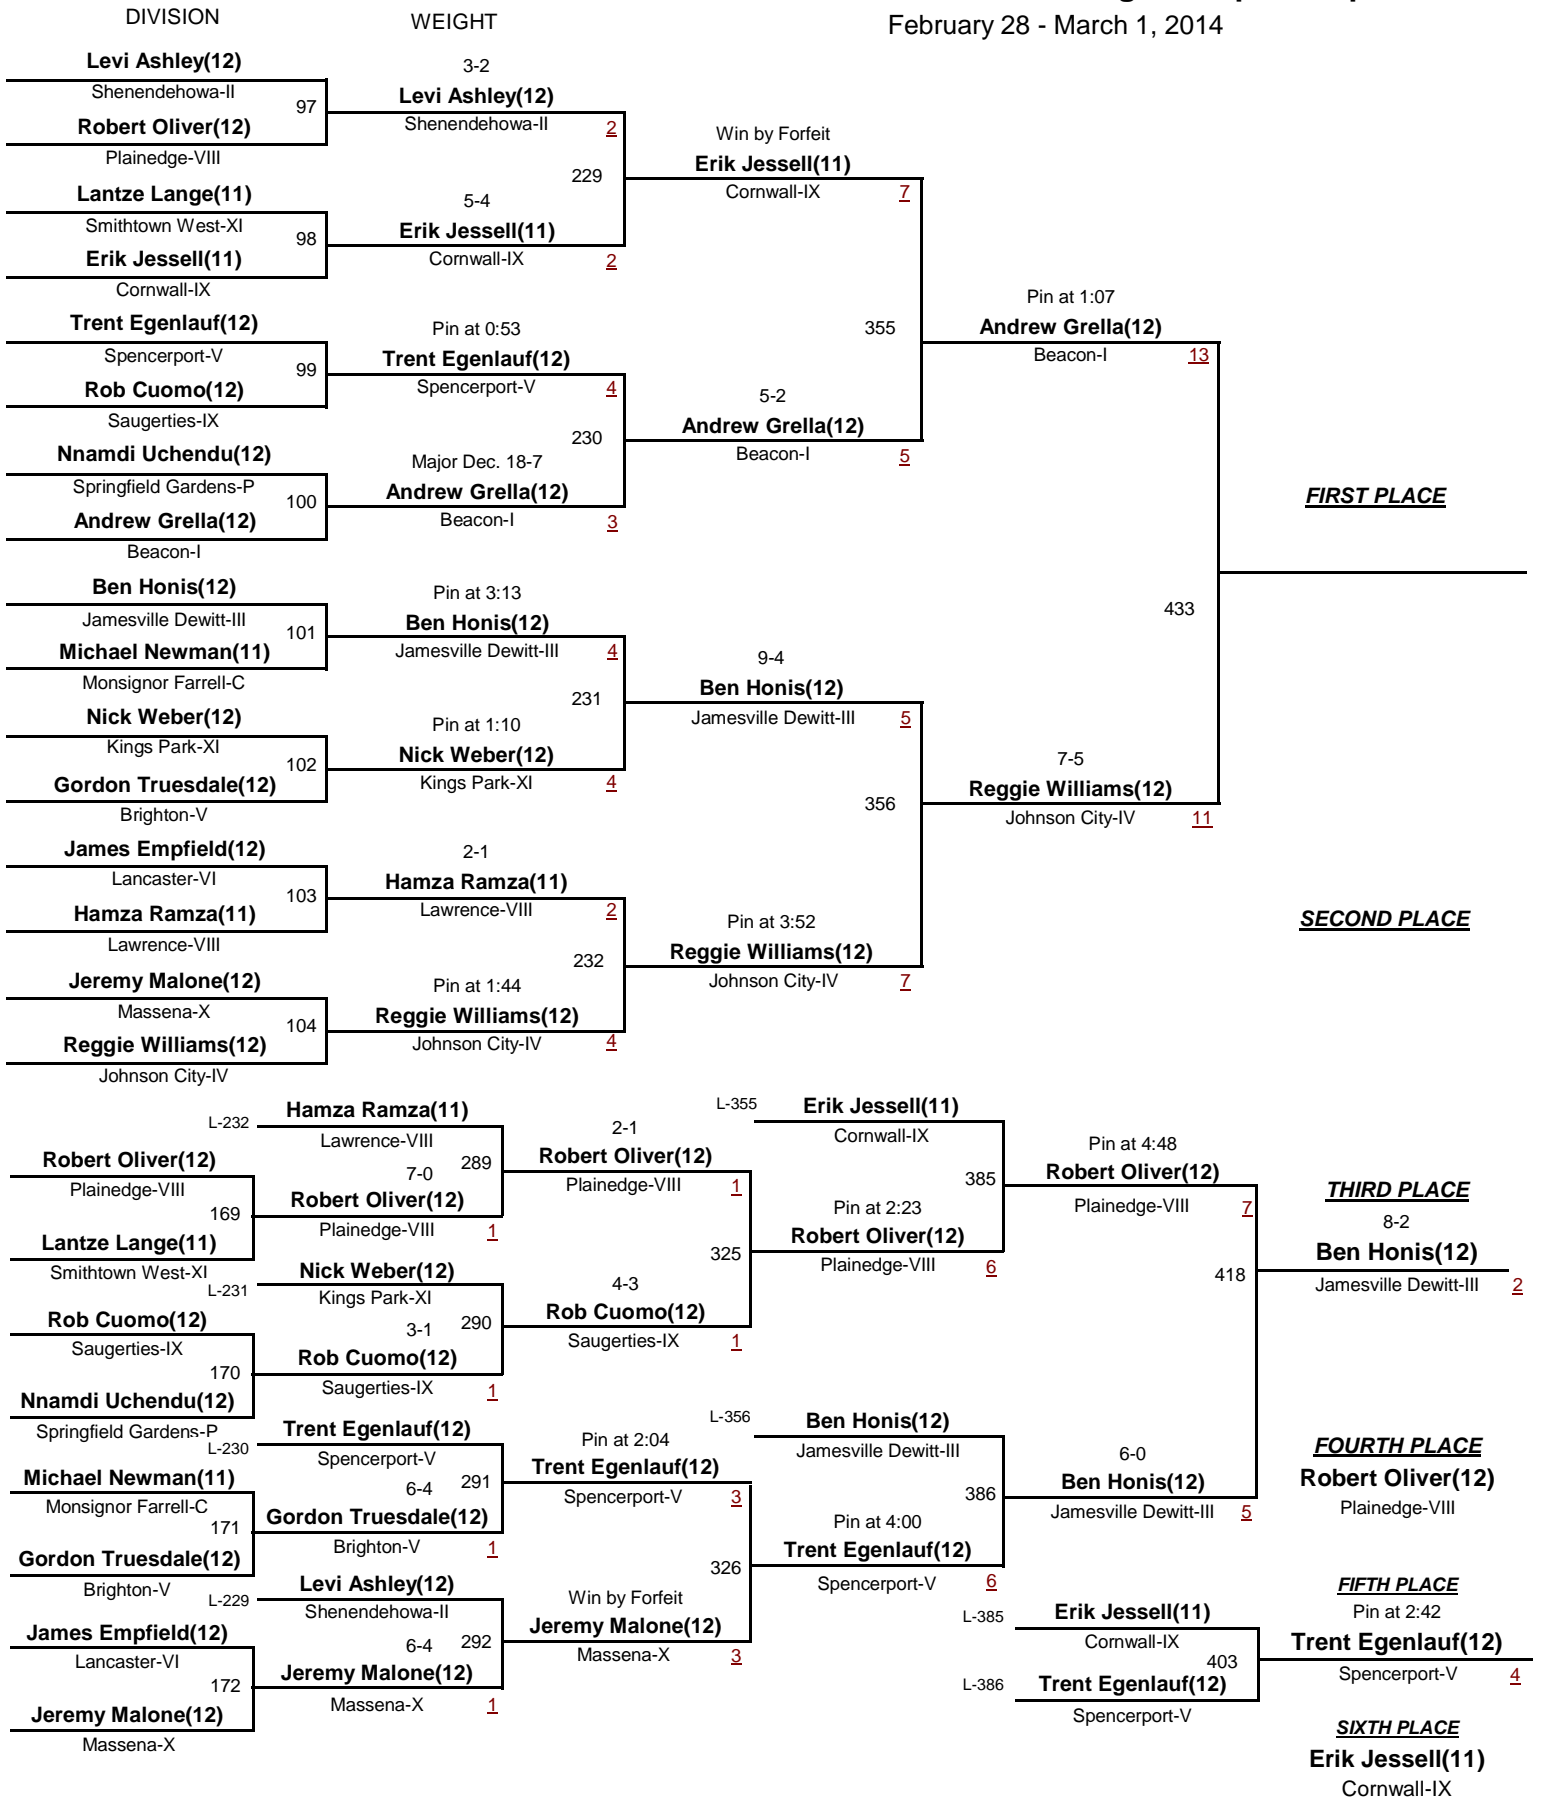 DIVISION
WEIGHT
February 28 - March 1, 2014
Levi Ashley(12)
Shenendehowa-II
97
Robert Oliver(12)
Plainedge-VIII
Lantze Lange(11)
Smithtown West-XI
98
Erik Jessell(11)
Cornwall-IX
Trent Egenlauf(12)
Spencerport-V
99
Rob Cuomo(12)
Saugerties-IX
Nnamdi Uchendu(12)
Springfield Gardens-P
100
Andrew Grella(12)
Beacon-I
Ben Honis(12)
Jamesville Dewitt-III
101
Michael Newman(11)
Monsignor Farrell-C
Nick Weber(12)
Kings Park-XI
102
Gordon Truesdale(12)
Brighton-V
James Empfield(12)
Lancaster-VI
103
Hamza Ramza(11)
Lawrence-VIII
Jeremy Malone(12)
Massena-X
104
Reggie Williams(12)
Johnson City-IV
3-2
Levi Ashley(12)
Shenendehowa-II 2
229
5-4
Erik Jessell(11)
Cornwall-IX 2
Pin at 0:53
Trent Egenlauf(12)
Spencerport-V 4
230
Major Dec. 18-7
Andrew Grella(12)
Beacon-I 3
Pin at 3:13
Ben Honis(12)
Jamesville Dewitt-III 4
231
Pin at 1:10
Nick Weber(12)
Kings Park-XI 4
2-1
Hamza Ramza(11)
Lawrence-VIII 2
232
Pin at 1:44
Reggie Williams(12)
Johnson City-IV 4
Win by Forfeit
Erik Jessell(11)
Cornwall-IX 7
355
5-2
Andrew Grella(12)
Beacon-I 5
9-4
Ben Honis(12)
Jamesville Dewitt-III 5
356
Pin at 3:52
Reggie Williams(12)
Johnson City-IV 7
Pin at 1:07
Andrew Grella(12)
Beacon-I 13
433
7-5
Reggie Williams(12)
Johnson City-IV 11
FIRST PLACE
SECOND PLACE
L-232
Hamza Ramza(11)
Lawrence-VIII
289
Robert Oliver(12)
Plainedge-VIII
169
Lantze Lange(11)
Smithtown West-XI
7-0
Robert Oliver(12)
Plainedge-VIII 1
L-231
Nick Weber(12)
Kings Park-XI
290
Rob Cuomo(12)
Saugerties-IX
170
Nnamdi Uchendu(12)
Springfield Gardens-P
3-1
Rob Cuomo(12)
Saugerties-IX 1
L-230
Trent Egenlauf(12)
Spencerport-V
291
Michael Newman(11)
Monsignor Farrell-C
171
Gordon Truesdale(12)
Brighton-V
6-4
Gordon Truesdale(12)
Brighton-V 1
L-229
Levi Ashley(12)
Shenendehowa-II
292
James Empfield(12)
Lancaster-VI
172
Jeremy Malone(12)
Massena-X
6-4
Jeremy Malone(12)
Massena-X 1
2-1
Robert Oliver(12)
Plainedge-VIII 1
325
4-3
Rob Cuomo(12)
Saugerties-IX 1
Pin at 2:04
Trent Egenlauf(12)
Spencerport-V 3
326
Win by Forfeit
Jeremy Malone(12)
Massena-X 3
L-355
Erik Jessell(11)
Cornwall-IX
385
Pin at 2:23
Robert Oliver(12)
Plainedge-VIII 6
L-356
Ben Honis(12)
Jamesville Dewitt-III
386
Pin at 4:00
Trent Egenlauf(12)
Spencerport-V 6
Pin at 4:48
Robert Oliver(12)
Plainedge-VIII 7
418
6-0
Ben Honis(12)
Jamesville Dewitt-III 5
L-385
Erik Jessell(11)
Cornwall-IX
403
L-386
Trent Egenlauf(12)
Spencerport-V
THIRD PLACE
8-2
Ben Honis(12)
Jamesville Dewitt-III 2
FOURTH PLACE
Robert Oliver(12)
Plainedge-VIII
FIFTH PLACE
Pin at 2:42
Trent Egenlauf(12)
Spencerport-V 4
SIXTH PLACE
Erik Jessell(11)
Cornwall-IX